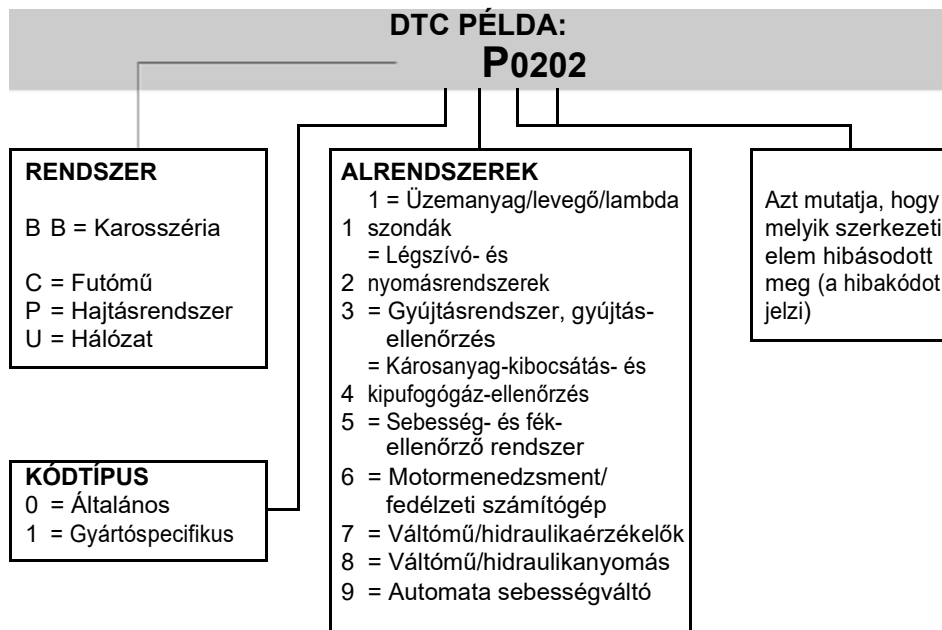 DTC PÉLDA:
P0202
RENDSZER
B B = Karosszéria
C = Futómű
P = Hajtásrendszer
U = Hálózat
KÓDTÍPUS
0 = Általános
1 = Gyártóspecifikus
ALRENDSZEREK
1 = Üzemanyag/levegő/lambda
1 szondák
= Légszívó- és
2 nyomásrendszerek
3 = Gyújtásrendszer, gyújtás-
ellenőrzés
= Károsanyag-kibocsátás- és
4 kipufogógáz-ellenőrzés
5 = Sebesség- és fék-
ellenőrző rendszer
6 = Motormenedzsment/
fedélzeti számítógép
7 = Váltómű/hidraulikaérzékelők
8 = Váltómű/hidraulikanyomás
9 = Automata sebességváltó
Azt mutatja, hogy
melyik szerkezeti
elem hibásodott
meg (a hibakódot
jelzi)